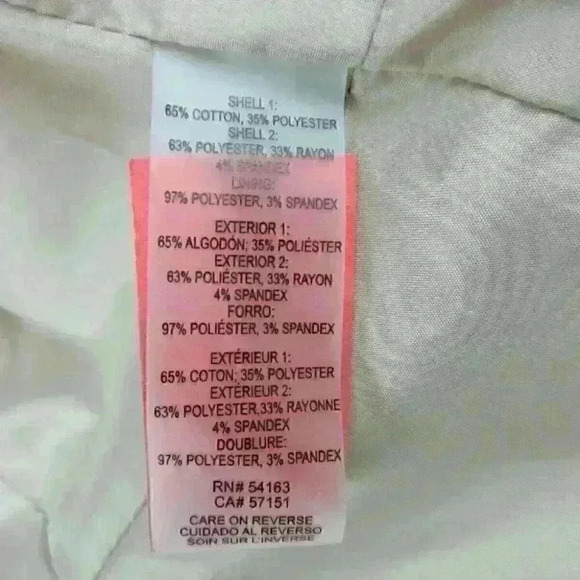 SHELL 1:
65% COTTON, 35% POLYESTER
SHELL 2:
63% POLYESTER, 33% RAYON
4% SPANDEX
LINING:
97% POLYESTER, 3% SPANDEX
EXTERIOR 1:
65% ALGODÓN; 35% POLIÉSTER
EXTERIOR 2:
63% POLIÉSTER, 33% RAYON
4% SPANDEX
FORRO:
97% POLIÉSTER, 3% SPANDEX
EXTÉRIEUR 1:
65% COTON; 35% POLYESTER
EXTÉRIEUR 2:
63% POLYESTER,33% RAYONNE
4% SPANDEX
DOUBLURE:
97% POLYESTER, 3% SPANDEX
RN# 54163
CA# 57151
CARE ON REVERSE
CUIDADO AL REVERSO
SOIN SUR L'INVERSE